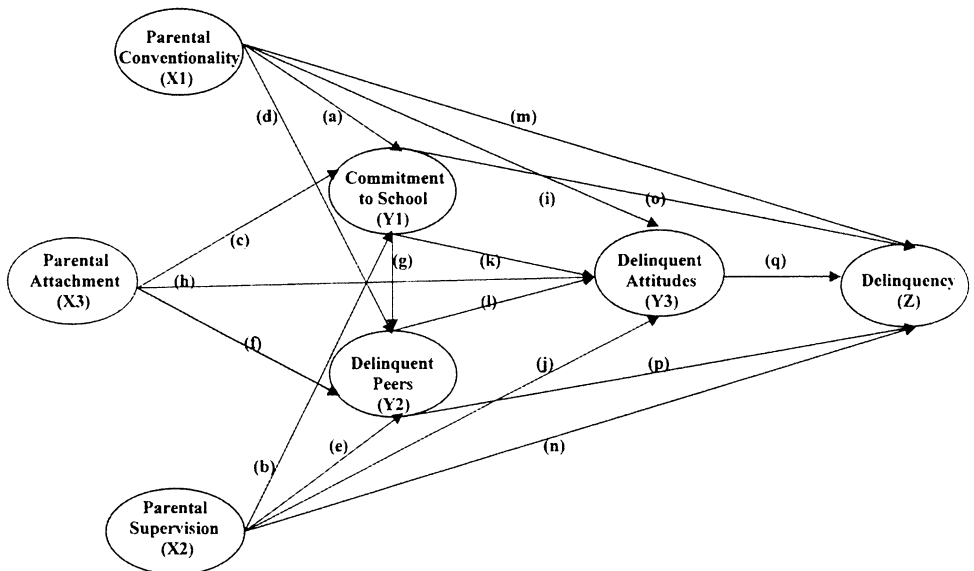 Parental
Conventionality
(X1)
(m)
(d)
(a)
Commitment
to School
(Y1)
(i)
(o)
(c)
Parental
Attachment
(X3)
(h)
(g)
(k)
Delinquent
Attitudes
(Y3)
(q)
Delinquency
(Z)
(l)
(f)
Delinquent
Peers
(Y2)
(j)
(p)
(e)
(n)
(b)
Parental
Supervision
(X2)